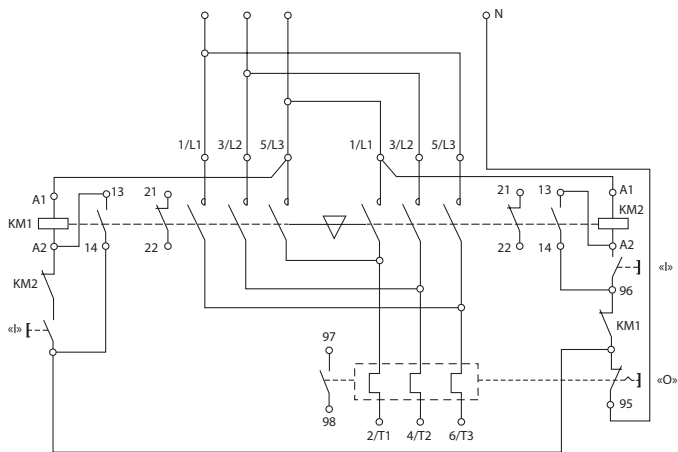 N
1/L1 3/L2 5/L3 1/L1 3/L2 5/L3
A1 13 21 21 13 A1
KM1 KM2
A2 14 22 22 14 A2
«I»
KM2 96
«I» KM1
97
«O»
98 95
2/T1 4/T2 6/T3